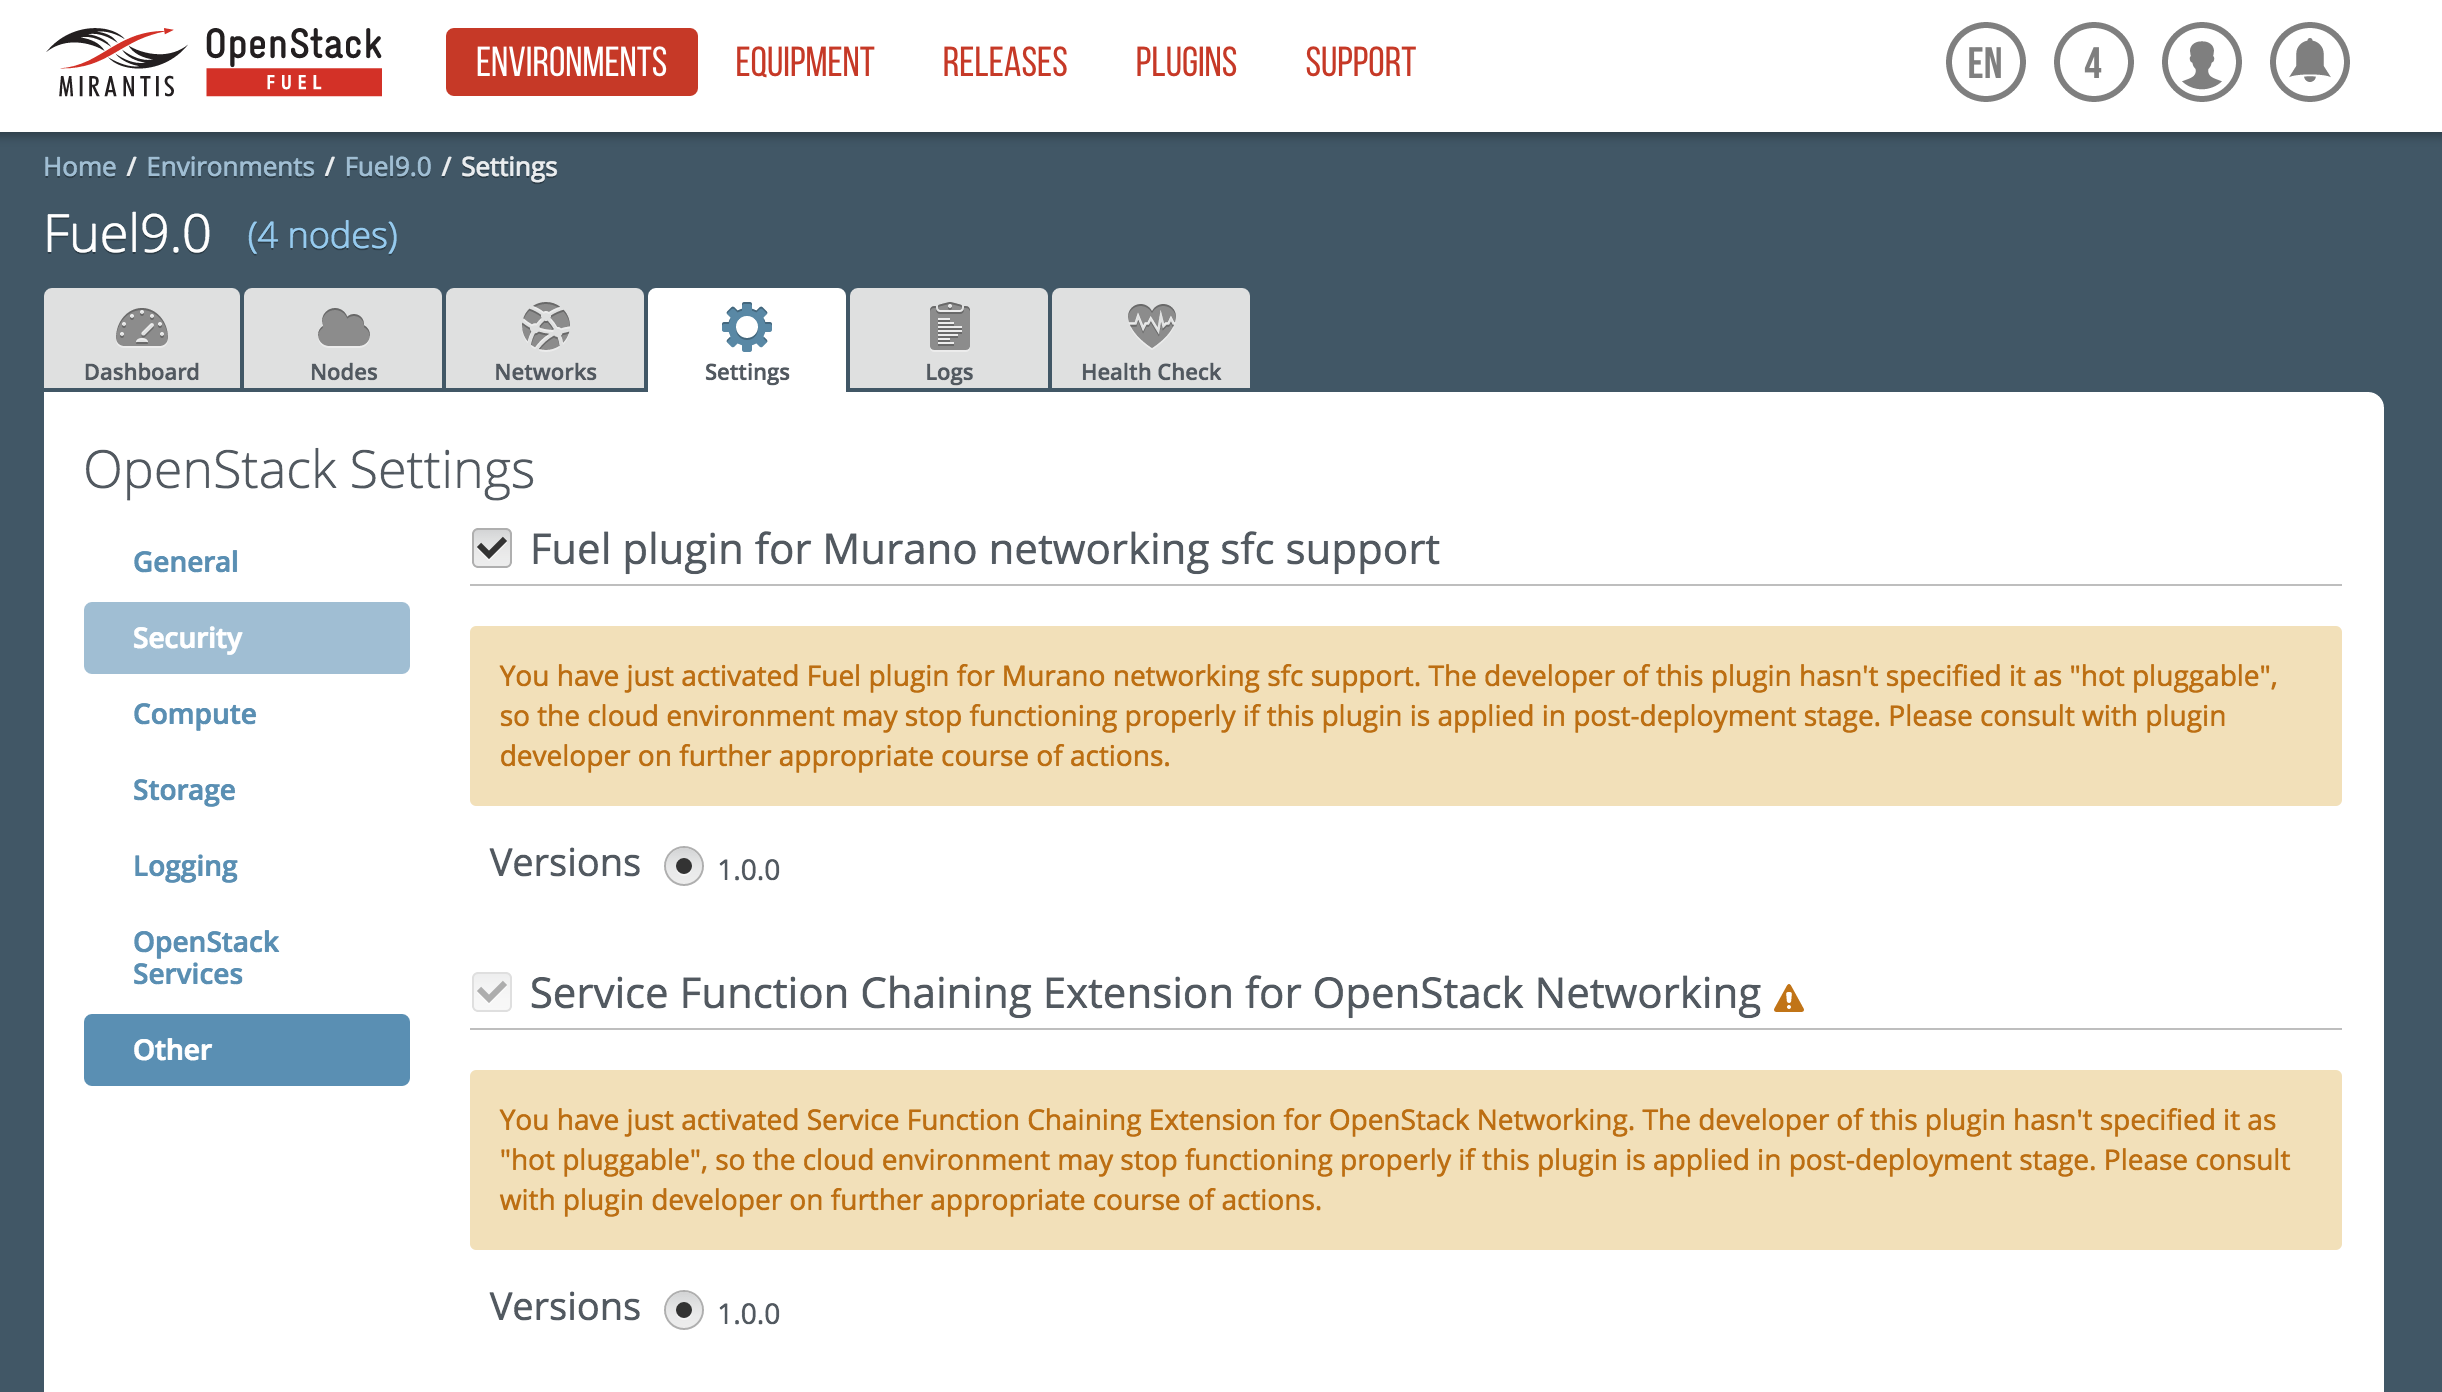 MIRANTIS
OpenStack
FUEL
ENVIRONMENTS
EQUIPMENT
RELEASES
PLUGINS
SUPPORT
EN
4
Home / Environments / Fuel9.0 / Settings
Fuel9.0 (4 nodes)
Dashboard
Nodes
Networks
Settings
Logs
Health Check
OpenStack Settings
General
Security
Compute
Storage
Logging
OpenStack
Services
Other
Fuel plugin for Murano networking sfc support
You have just activated Fuel plugin for Murano networking sfc support. The developer of this plugin hasn't specified it as "hot pluggable",
so the cloud environment may stop functioning properly if this plugin is applied in post-deployment stage. Please consult with plugin
developer on further appropriate course of actions.
Versions 1.0.0
Service Function Chaining Extension for OpenStack Networking
You have just activated Service Function Chaining Extension for OpenStack Networking. The developer of this plugin hasn't specified it as
"hot pluggable", so the cloud environment may stop functioning properly if this plugin is applied in post-deployment stage. Please consult
with plugin developer on further appropriate course of actions.
Versions 1.0.0